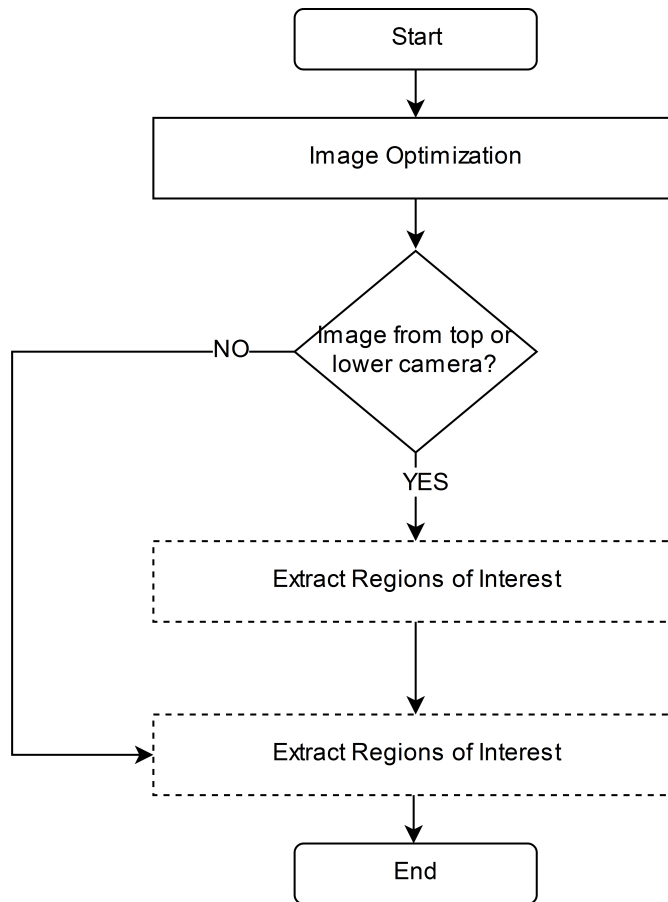 Start
Image Optimization
Image from top or
lower camera?
NO
YES
Extract Regions of Interest
Extract Regions of Interest
End